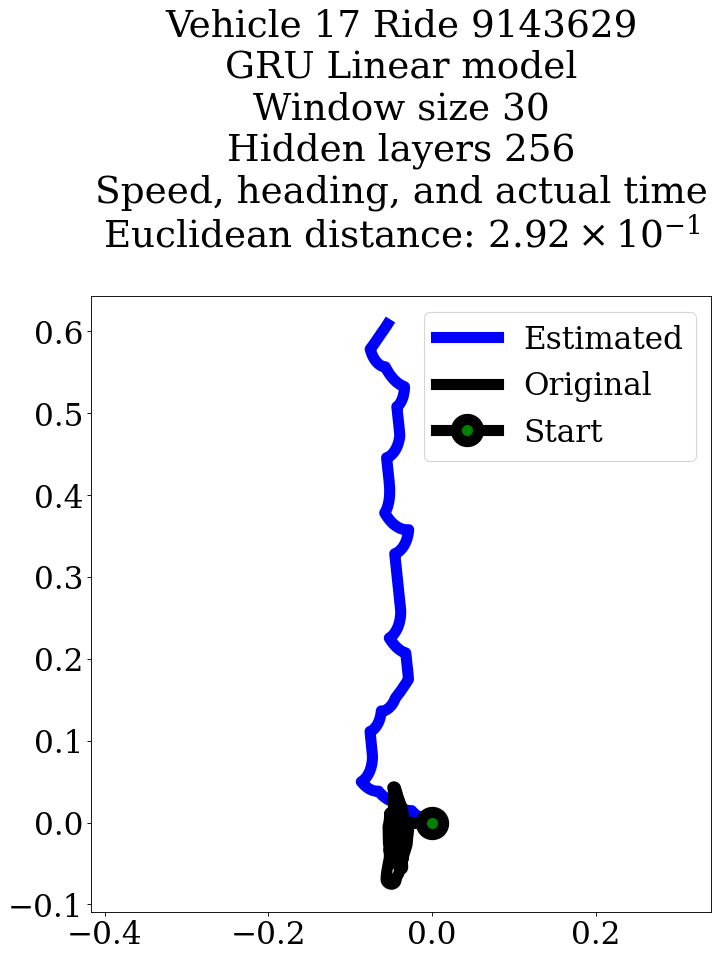 Vehicle 17 Ride 9143629
GRU Linear model
Window size 30
Hidden layers 256
Speed, heading, and actual time
Euclidean distance: 2.92 × 10⁻¹
Estimated
Original
Start
0.6
0.5
0.4
0.3
0.2
0.1
0.0
−0.1
−0.4 −0.2 0.0 0.2